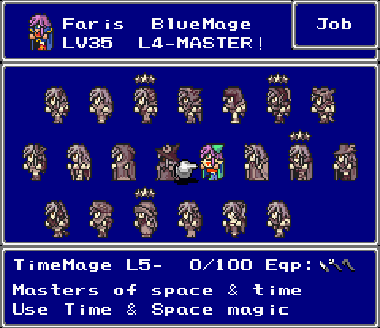 Faris BlueMage
Job
LV35 L4-MASTER!
TimeMage L5- 0/100 Eqp:
Masters of space & time
Use Time & Space magic